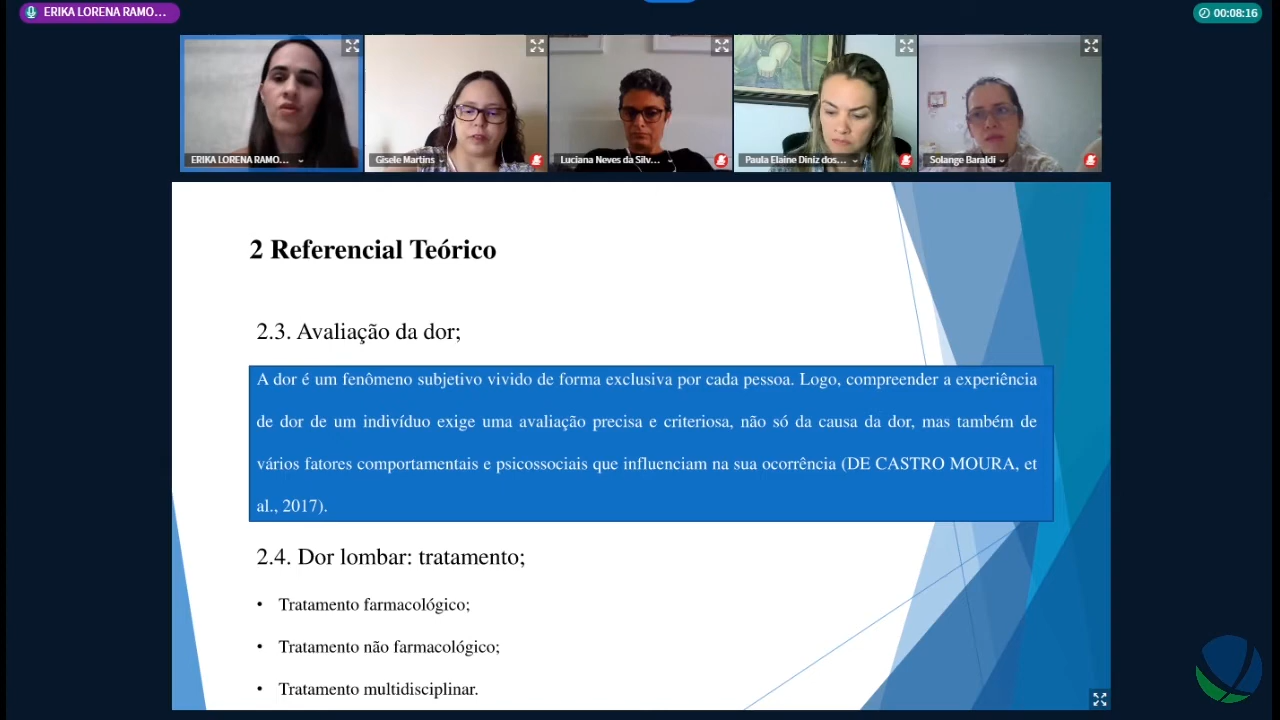 ERIKA LORENA RAMO...
00:08:16
ERIKA LORENA RAMO...
Gisele Martins
Luciana Neves da Silv...
Paula Elaine Diniz dos...
Solange Baraldi
2 Referencial Teórico
2.3. Avaliação da dor;
A dor é um fenômeno subjetivo vivido de forma exclusiva por cada pessoa. Logo, compreender a experiência
de dor de um indivíduo exige uma avaliação precisa e criteriosa, não só da causa da dor, mas também de
vários fatores comportamentais e psicossociais que influenciam na sua ocorrência (DE CASTRO MOURA, et
al., 2017).
2.4. Dor lombar: tratamento;
• Tratamento farmacológico;
• Tratamento não farmacológico;
• Tratamento multidisciplinar.